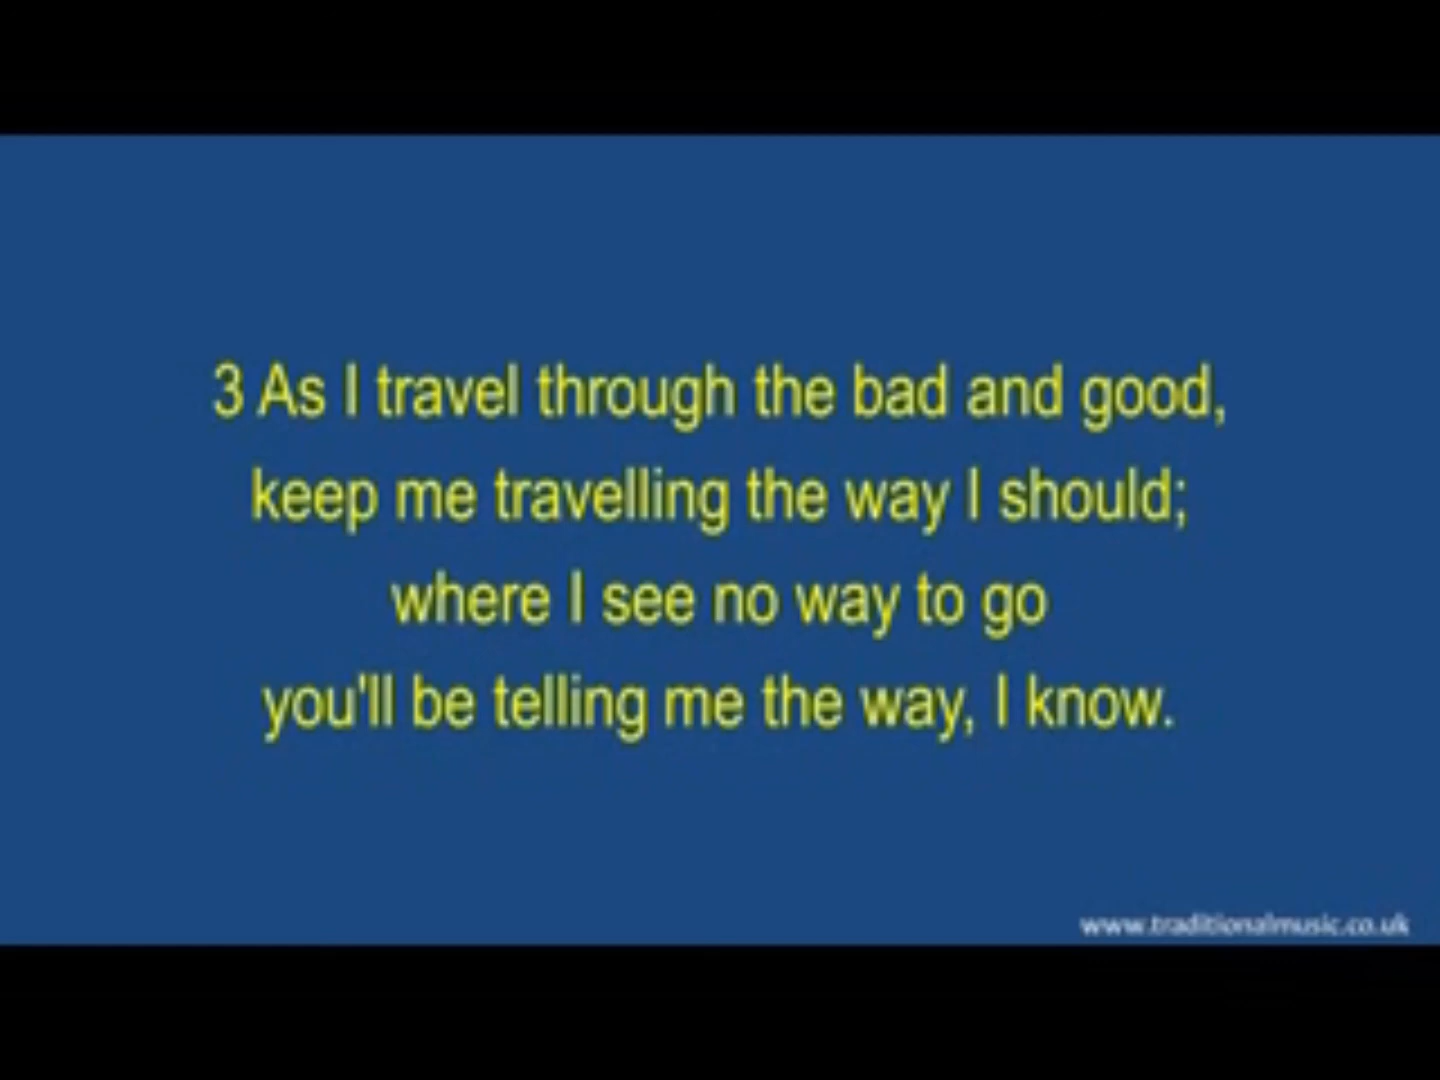 3 As I travel through the bad and good,
keep me travelling the way I should;
where I see no way to go
you'll be telling me the way, I know.
www.traditionalmusic.co.uk